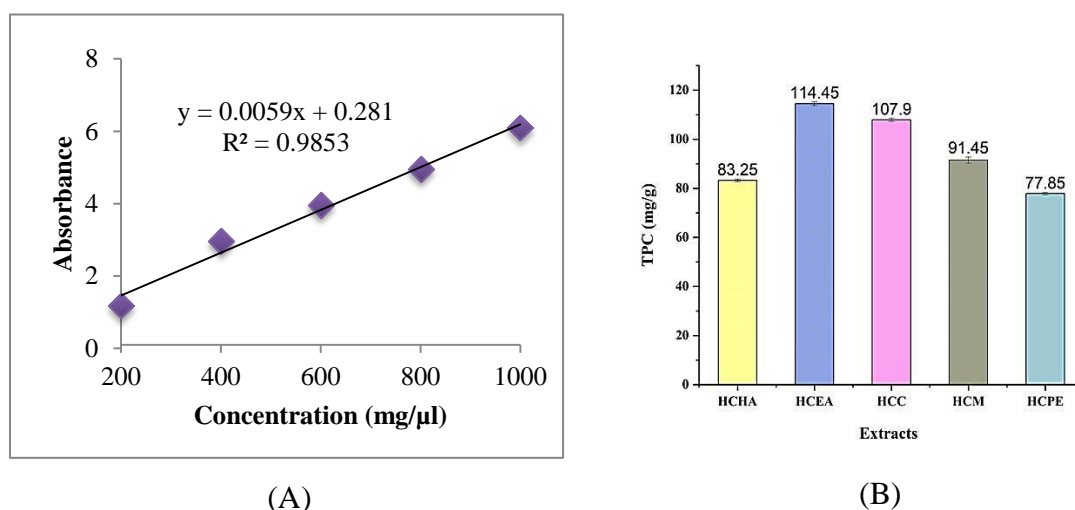 8
6
4
2
0
y = 0.0059x + 0.281
R² = 0.9853
Absorbance
200 400 600 800 1000
Concentration (mg/µl)
(A)
120
100
80
60
40
20
0
TPC (mg/g)
83.25
114.45
107.9
91.45
77.85
HCHA HCEA HCC HCM HCPE
Extracts
(B)